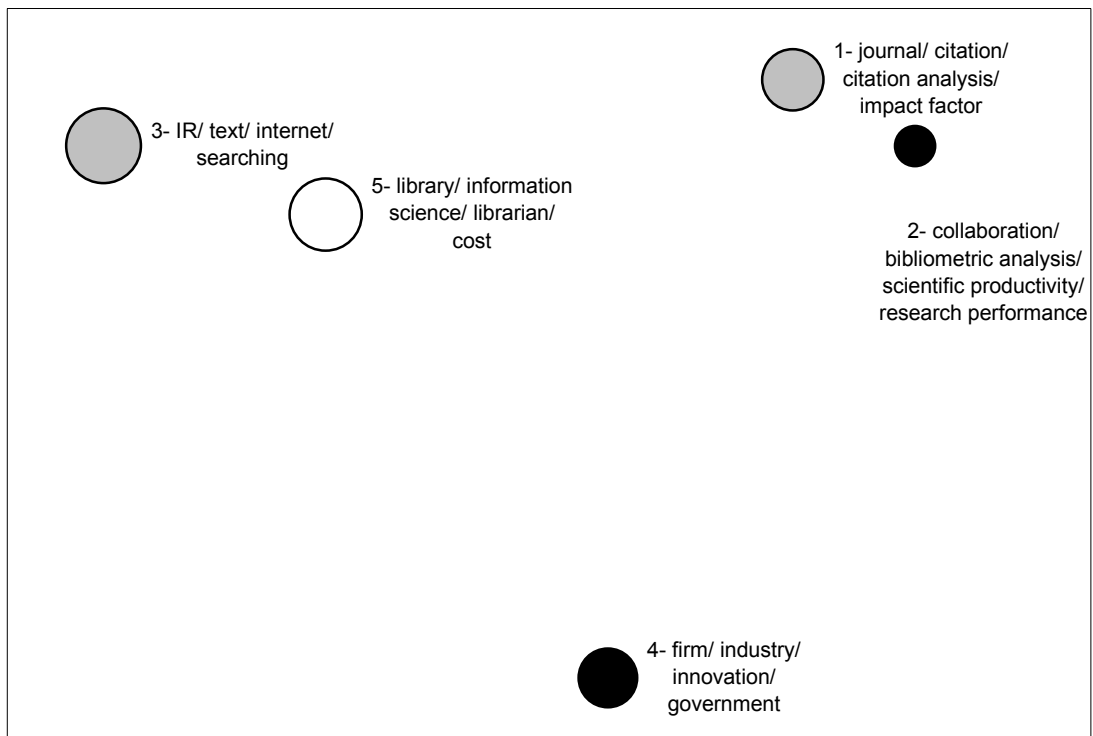 1- journal/ citation/
citation analysis/
impact factor
3- IR/ text/ internet/
searching
5- library/ information
science/ librarian/
cost
2- collaboration/
bibliometric analysis/
scientific productivity/
research performance
4- firm/ industry/
innovation/
government